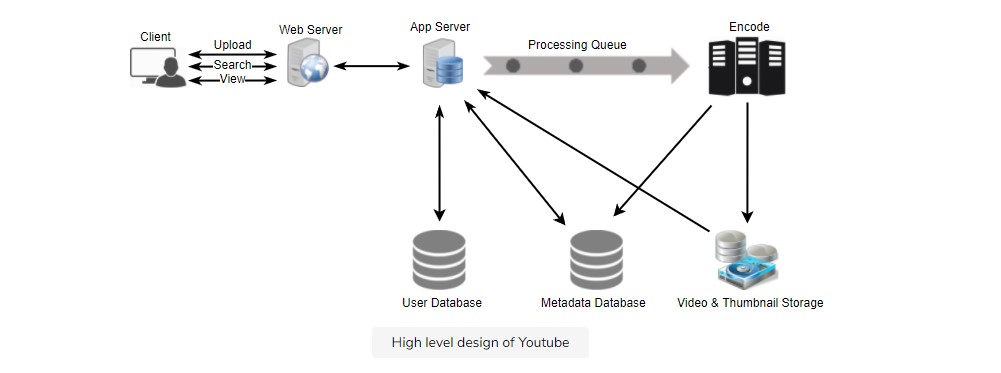 Client
Upload
Search
View
Web Server
App Server
Processing Queue
Encode
User Database
Metadata Database
Video & Thumbnail Storage
High level design of Youtube